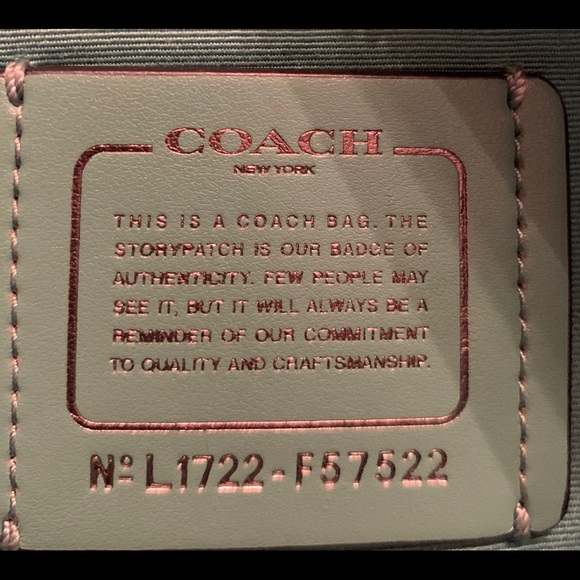 COACH
NEW YORK
THIS IS A COACH BAG. THE
STORYPATCH IS OUR BADGE OF
AUTHENTICITY. FEW PEOPLE MAY
SEE IT, BUT IT WILL ALWAYS BE A
REMINDER OF OUR COMMITMENT
TO QUALITY AND CRAFTSMANSHIP.
Nº L1722-F57522